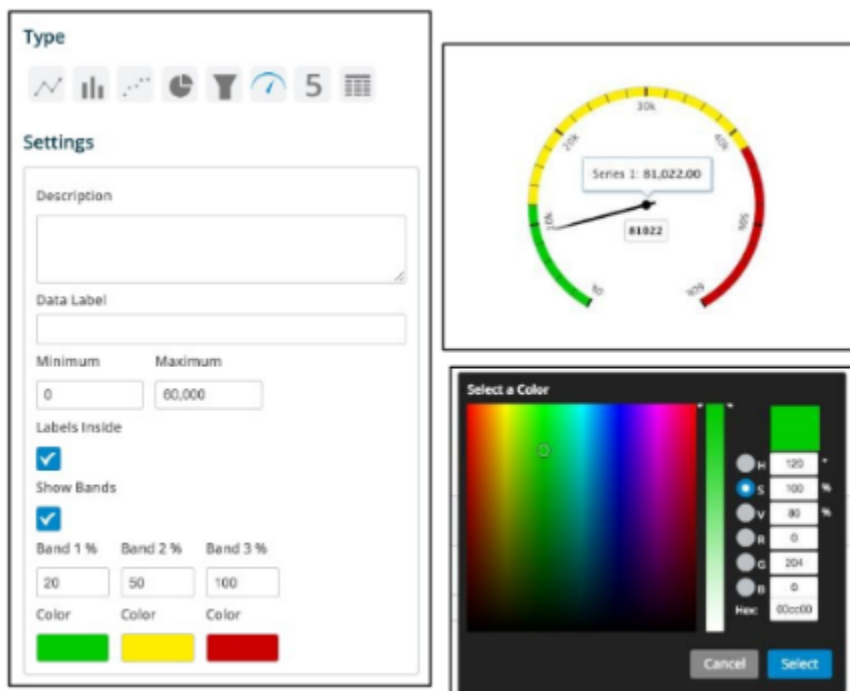 Type
5
Settings
Description
Data Label
Minimum Maximum
0 60,000
Labels Inside
Show Bands
Band 1 % Band 2 % Band 3 %
20 50 100
Color Color Color
30k
20k 40k
Series 1: 81,022.00
10k 50k
81022
0k 60k
Select a Color
H 120 °
S 100 %
V 80 %
R 0
G 204
B 0
Hex: 00cc00
Cancel Select